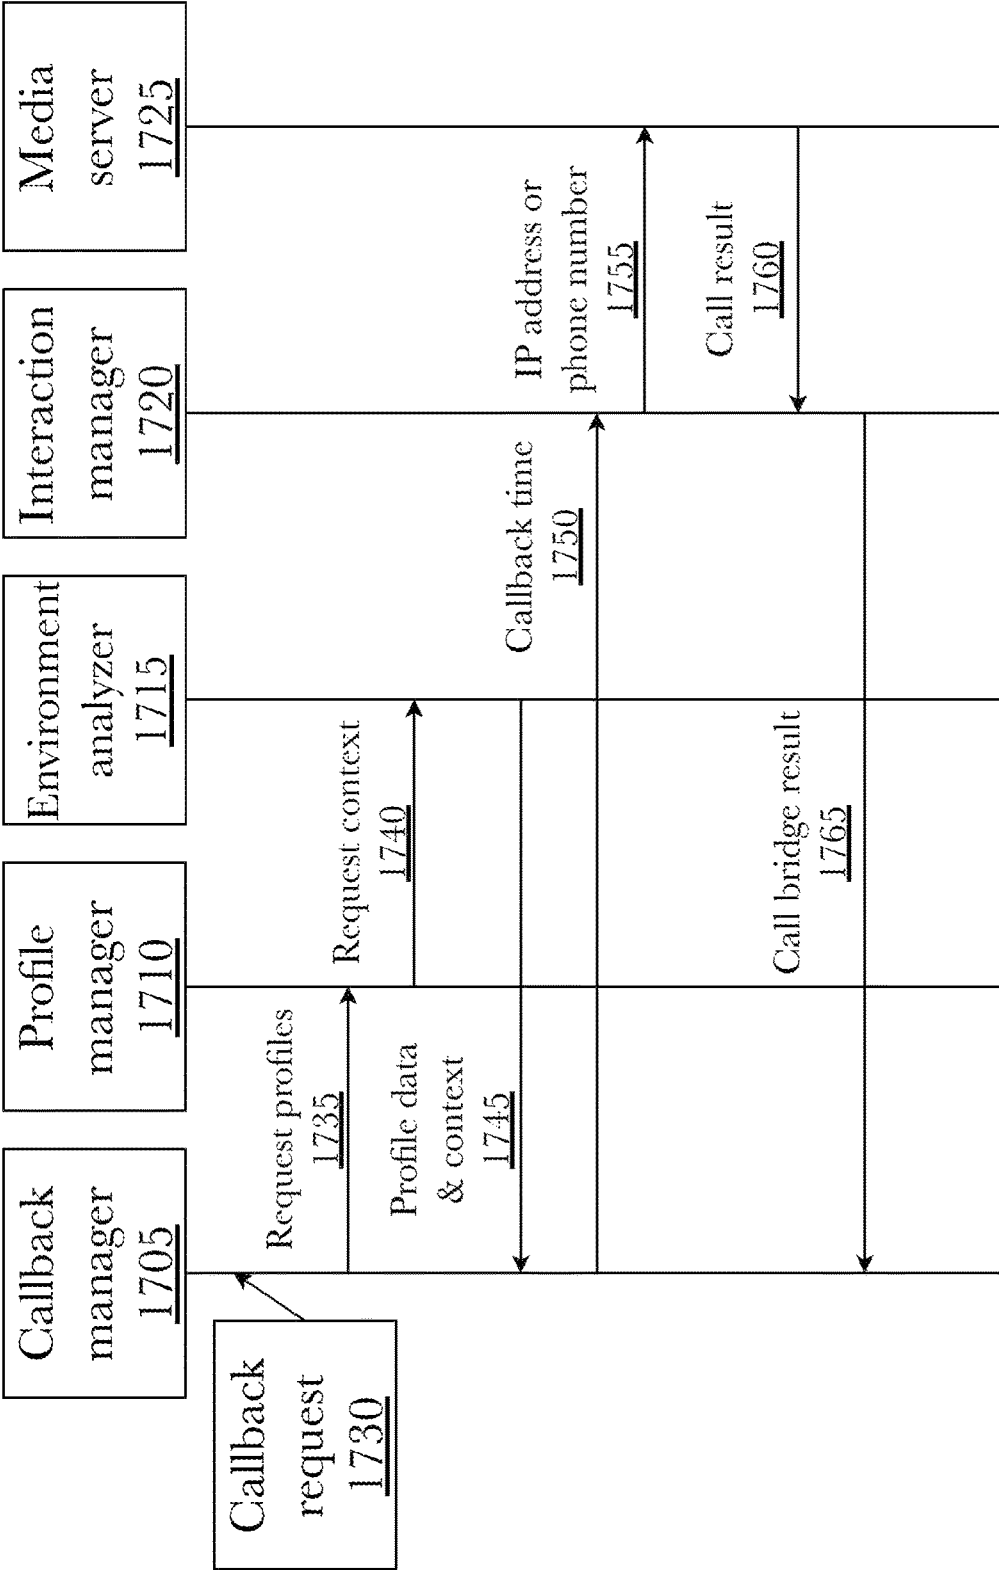 Callback
manager
1705
Profile
manager
1710
Environment
analyzer
1715
Interaction
manager
1720
Media
server
1725
Callback
request
1730
Request profiles
1735
Request context
1740
Profile data
& context
1745
Callback time
1750
IP address or
phone number
1755
Call result
1760
Call bridge result
1765